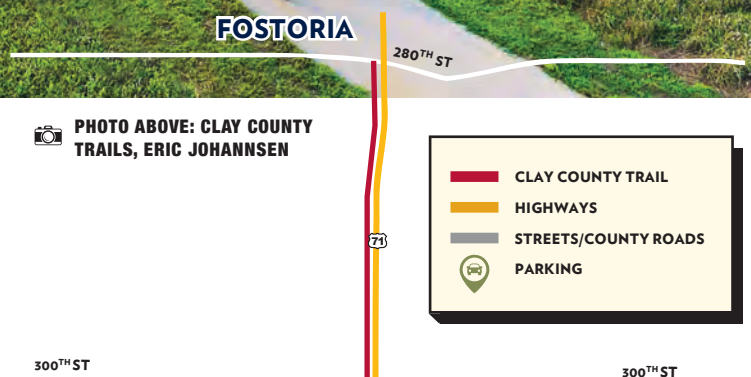 FOSTORIA
280TH ST
PHOTO ABOVE: CLAY COUNTY
TRAILS, ERIC JOHANNSEN
CLAY COUNTY TRAIL
HIGHWAYS
STREETS/COUNTY ROADS
PARKING
71
300TH ST
300TH ST